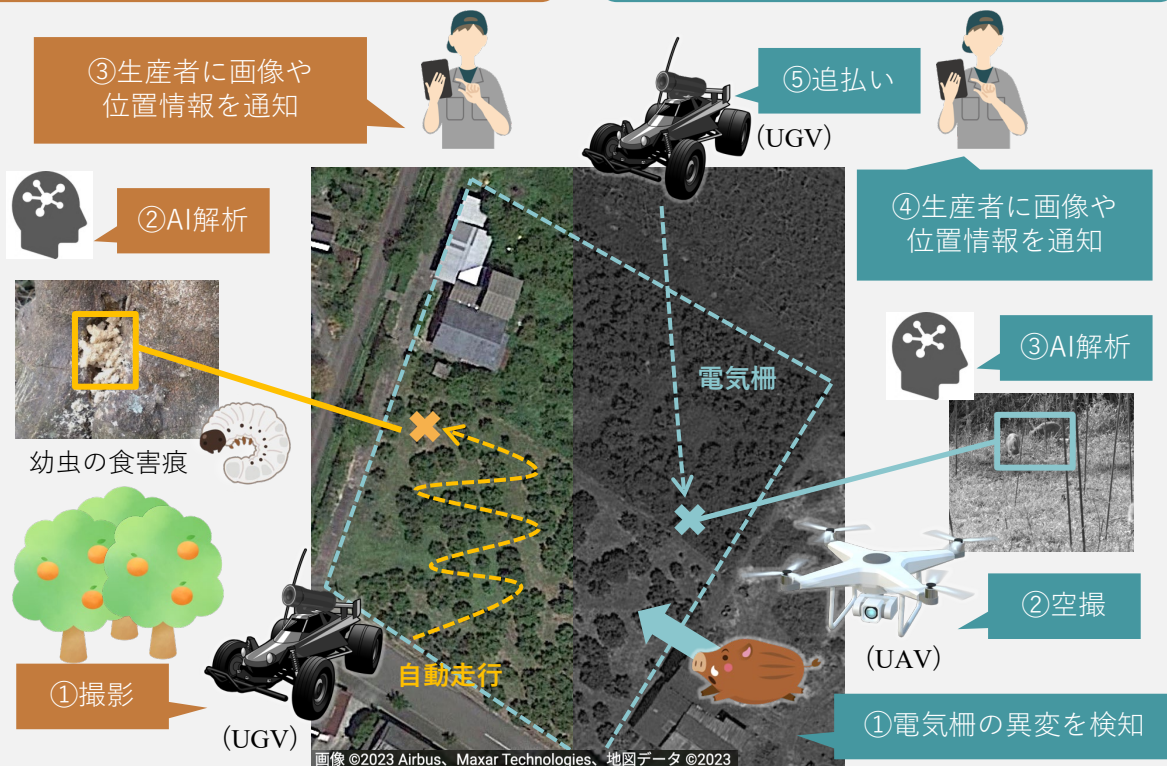 ③生産者に画像や
位置情報を通知
②AI解析
幼虫の食害痕
①撮影
(UGV)
自動走行
⑤追払い
(UGV)
④生産者に画像や
位置情報を通知
電気柵
③AI解析
②空撮
(UAV)
①電気柵の異変を検知
画像 ©2023 Airbus、Maxar Technologies、地図データ ©2023